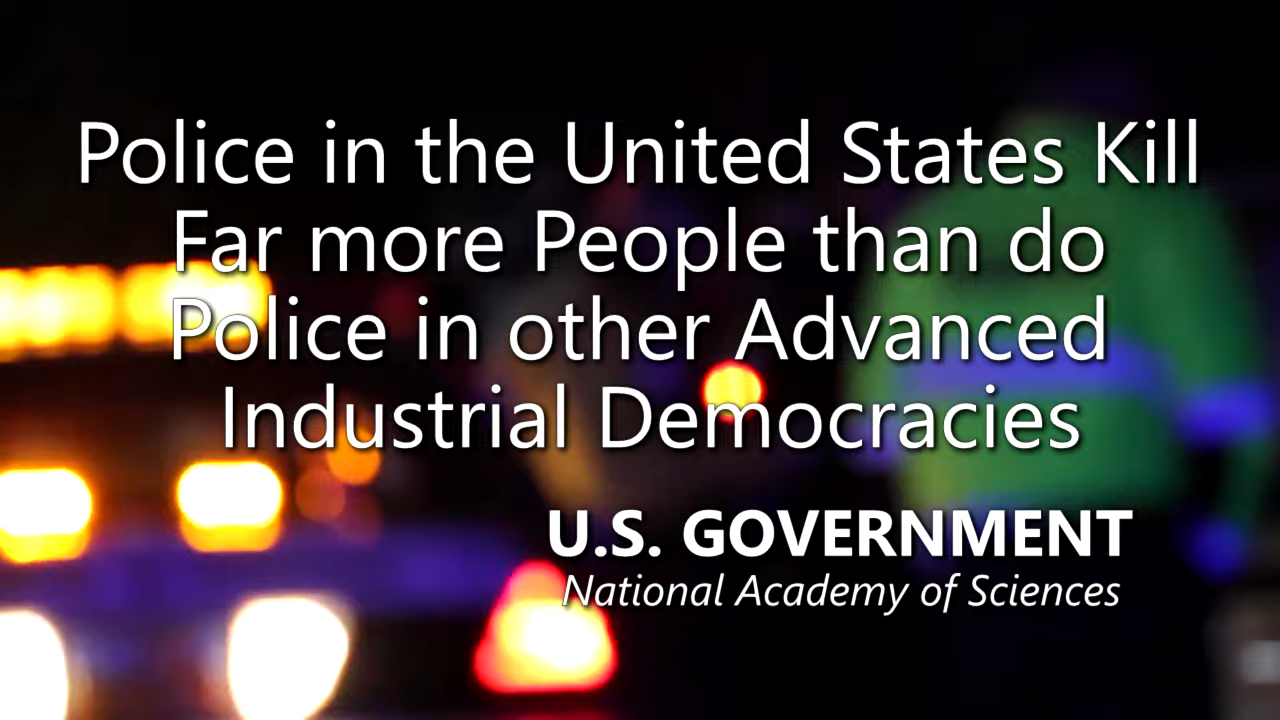 Police in the United States Kill
Far more People than do
Police in other Advanced
Industrial Democracies
U.S. GOVERNMENT
National Academy of Sciences